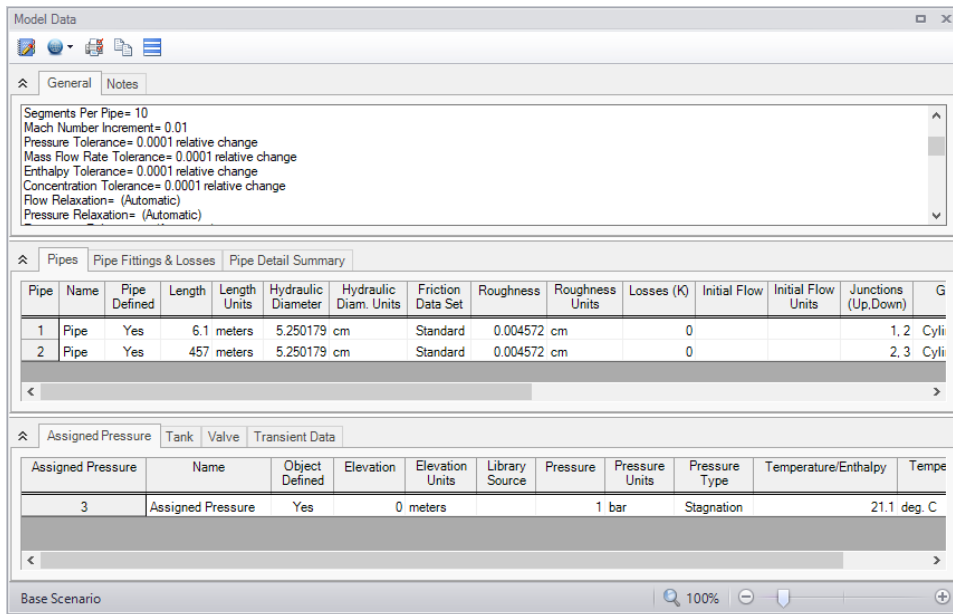 Model Data
General Notes
Segments Per Pipe= 10
Mach Number Increment= 0.01
Pressure Tolerance= 0.0001 relative change
Mass Flow Rate Tolerance= 0.0001 relative change
Enthalpy Tolerance= 0.0001 relative change
Concentration Tolerance= 0.0001 relative change
Flow Relaxation= (Automatic)
Pressure Relaxation= (Automatic)
Pipes Pipe Fittings & Losses Pipe Detail Summary
Pipe Name Pipe Defined Length Length Units Hydraulic Diameter Hydraulic Diam. Units Friction Data Set Roughness Roughness Units Losses (K) Initial Flow Initial Flow Units Junctions (Up,Down) G
1 Pipe Yes 6.1 meters 5.250179 cm Standard 0.004572 cm 0 1, 2 Cyli
2 Pipe Yes 457 meters 5.250179 cm Standard 0.004572 cm 0 2, 3 Cyli
Assigned Pressure Tank Valve Transient Data
Assigned Pressure Name Object Defined Elevation Elevation Units Library Source Pressure Pressure Units Pressure Type Temperature/Enthalpy Tempe
3 Assigned Pressure Yes 0 meters 1 bar Stagnation 21.1 deg. C
Base Scenario 100%